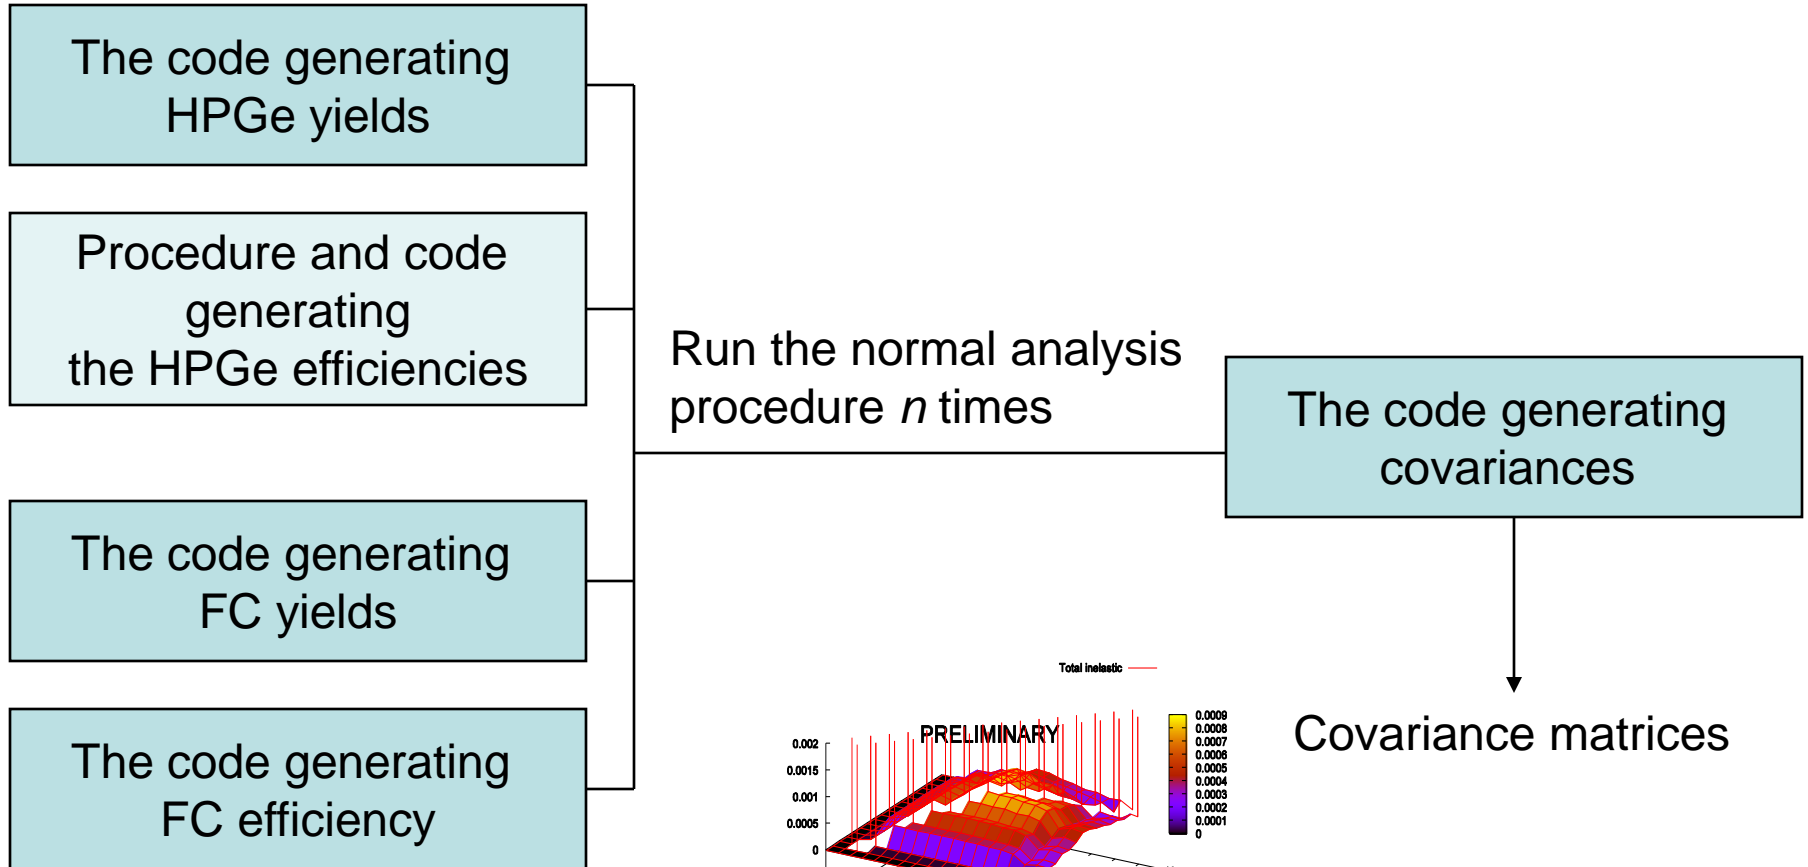 The code generating
HPGe yields
Procedure and code
generating
the HPGe efficiencies
Run the normal analysis
procedure n times
The code generating
covariances
The code generating
FC yields
Total inelastic
PRELIMINARY
0.002
0.0015
0.001
0.0005
0
0.0009
0.0008
0.0007
0.0006
0.0005
0.0004
0.0003
0.0002
0.0001
0
Covariance matrices
The code generating
FC efficiency